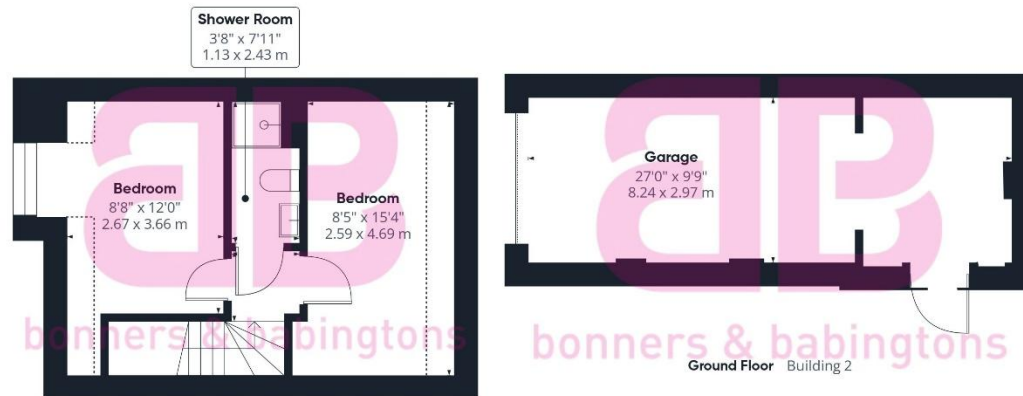 Shower Room
3'8" x 7'11"
1.13 x 2.43 m
Bedroom
8'8" x 12'0"
2.67 x 3.66 m
Bedroom
8'5" x 15'4"
2.59 x 4.69 m
bonners & babingtons
Garage
27'0" x 9'9"
8.24 x 2.97 m
bonners & babingtons
Ground Floor Building 2